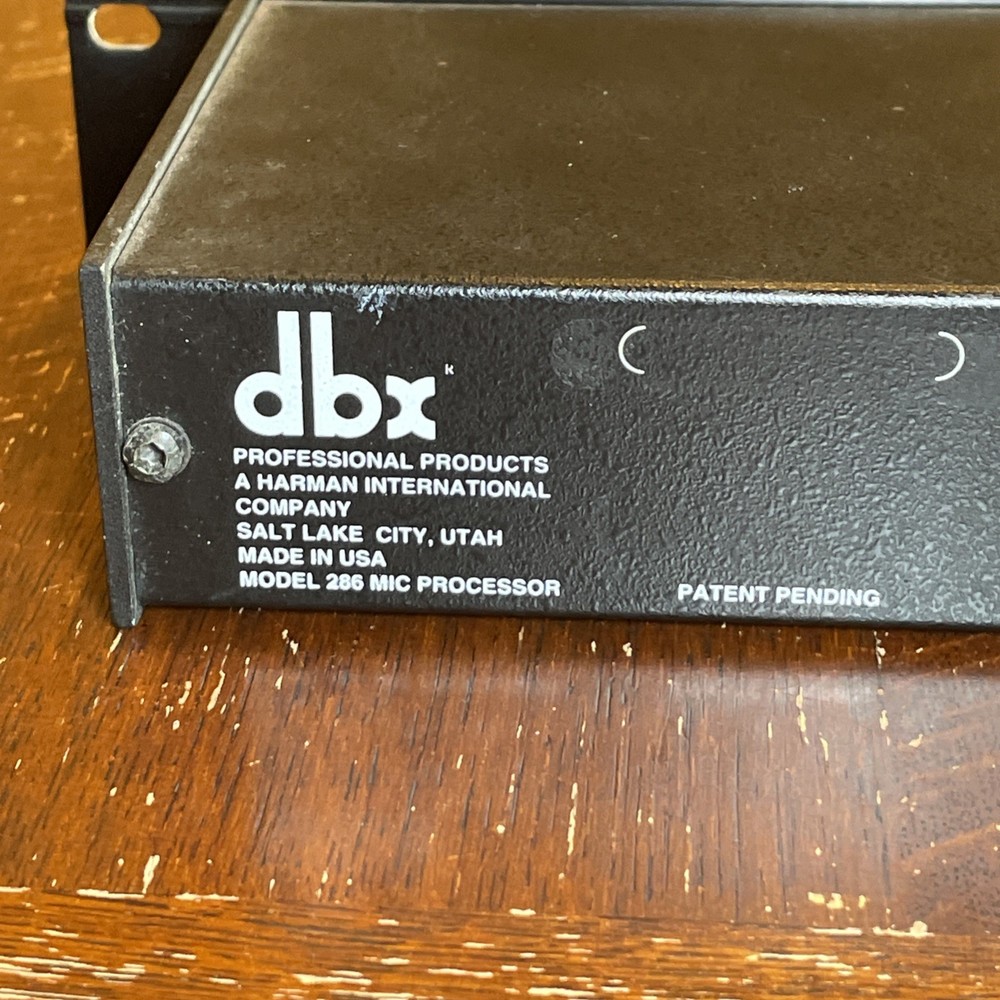 dbx
PROFESSIONAL PRODUCTS
A HARMAN INTERNATIONAL
COMPANY
SALT LAKE CITY, UTAH
MADE IN USA
MODEL 286 MIC PROCESSOR
PATENT PENDING